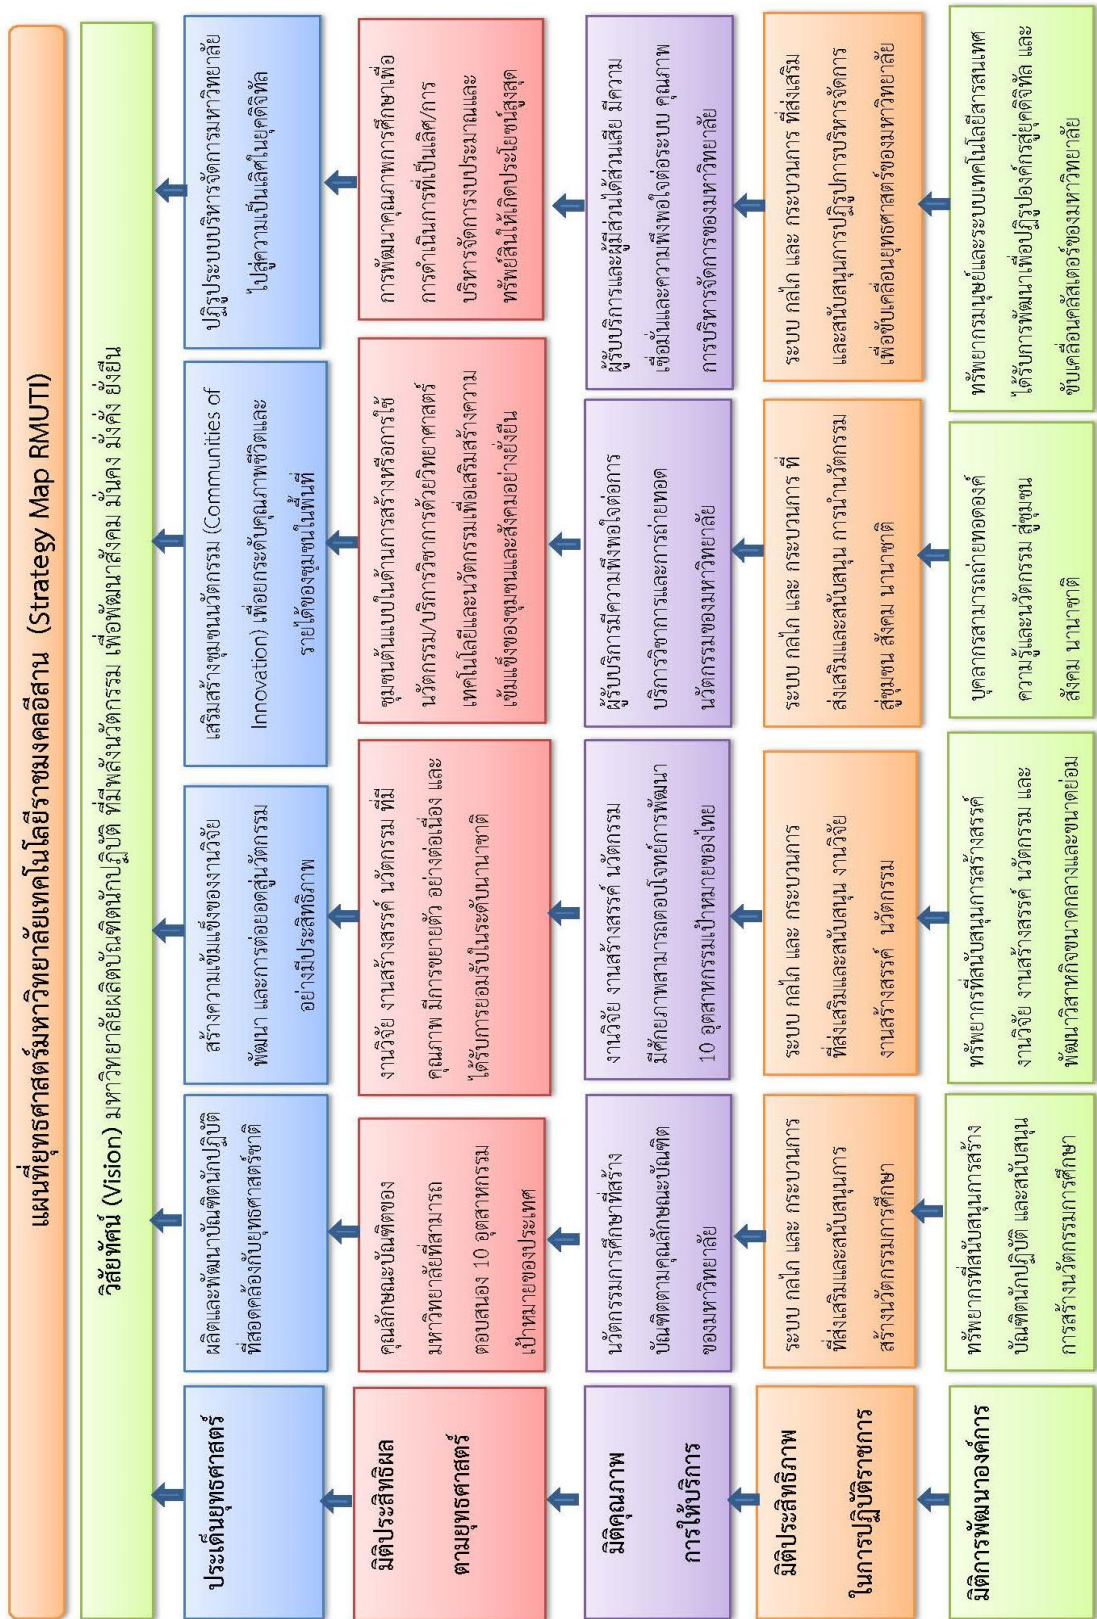 แผนที่ยุทธศาสตร์มหาวิทยาลัยเทคโนโลยีราชมงคลอีสาน (Strategy Map RMUTI)
วิสัยทัศน์ (Vision) มหาวิทยาลัยผลิตบัณฑิตนักปฏิบัติ ที่มีพลังนวัตกรรม เพื่อพัฒนาสังคม มั่นคง มั่งคั่ง ยั่งยืน
ประเด็นยุทธศาสตร์
ผลิตและพัฒนาบัณฑิตนักปฏิบัติ
ที่สอดคล้องกับยุทธศาสตร์ชาติ
สร้างความเข้มแข็งของงานวิจัย
พัฒนา และการต่อยอดสู่นวัตกรรม
อย่างมีประสิทธิภาพ
เสริมสร้างชุมชนนวัตกรรม (Communities of
Innovation) เพื่อยกระดับคุณภาพชีวิตและ
รายได้ของชุมชนในพื้นที่
ปฏิรูประบบบริหารจัดการมหาวิทยาลัย
ไปสู่ความเป็นเลิศในยุคดิจิทัล
มิติประสิทธิผล
ตามยุทธศาสตร์
คุณลักษณะบัณฑิตของ
มหาวิทยาลัยที่สามารถ
ตอบสนอง 10 อุตสาหกรรม
เป้าหมายของประเทศ
งานวิจัย งานสร้างสรรค์ นวัตกรรม ที่มี
คุณภาพ มีการขยายตัว อย่างต่อเนื่อง และ
ได้รับการยอมรับในระดับนานาชาติ
ชุมชนต้นแบบในด้านการสร้างหรือการใช้
นวัตกรรม/บริการวิชาการด้วยวิทยาศาสตร์
เทคโนโลยีและนวัตกรรมเพื่อเสริมสร้างความ
เข้มแข็งของชุมชนและสังคมอย่างยั่งยืน
การพัฒนาคุณภาพการศึกษาเพื่อ
การดำเนินการที่เป็นเลิศ/การ
บริหารจัดการงบประมาณและ
ทรัพย์สินให้เกิดประโยชน์สูงสุด
มิติคุณภาพ
การให้บริการ
นวัตกรรมการศึกษาที่สร้าง
บัณฑิตตามคุณลักษณะบัณฑิต
ของมหาวิทยาลัย
งานวิจัย งานสร้างสรรค์ นวัตกรรม
มีศักยภาพสามารถตอบโจทย์การพัฒนา
10 อุตสาหกรรมเป้าหมายของไทย
ผู้รับบริการมีความพึงพอใจต่อการ
บริการวิชาการและการถ่ายทอด
นวัตกรรมของมหาวิทยาลัย
ผู้รับบริการและผู้มีส่วนได้ส่วนเสีย มีความ
เชื่อมั่นและความพึงพอใจต่อระบบ คุณภาพ
การบริหารจัดการของมหาวิทยาลัย
มิติประสิทธิภาพ
ในการปฏิบัติราชการ
ระบบ กลไก และ กระบวนการ
ที่ส่งเสริมและสนับสนุนการ
สร้างนวัตกรรมการศึกษา
ระบบ กลไก และ กระบวนการ
ที่ส่งเสริมและสนับสนุน งานวิจัย
งานสร้างสรรค์ นวัตกรรม
ระบบ กลไก และ กระบวนการ ที่
ส่งเสริมและสนับสนุน การนำนวัตกรรม
สู่ชุมชน สังคม นานาชาติ
ระบบ กลไก และ กระบวนการ ที่ส่งเสริม
และสนับสนุนการปฏิรูปการบริหารจัดการ
เพื่อขับเคลื่อนยุทธศาสตร์ของมหาวิทยาลัย
มิติการพัฒนาองค์การ
ทรัพยากรที่สนับสนุนการสร้าง
บัณฑิตนักปฏิบัติ และสนับสนุน
การสร้างนวัตกรรมการศึกษา
ทรัพยากรที่สนับสนุนการสร้างสรรค์
งานวิจัย งานสร้างสรรค์ นวัตกรรม และ
พัฒนาวิสาหกิจขนาดกลางและขนาดย่อม
บุคลากรสามารถถ่ายทอดองค์
ความรู้และนวัตกรรม สู่ชุมชน
สังคม นานาชาติ
ทรัพยากรมนุษย์และระบบเทคโนโลยีสารสนเทศ
ได้รับการพัฒนาเพื่อปฏิรูปองค์กรสู่ยุคดิจิทัล และ
ขับเคลื่อนคลัสเตอร์ของมหาวิทยาลัย